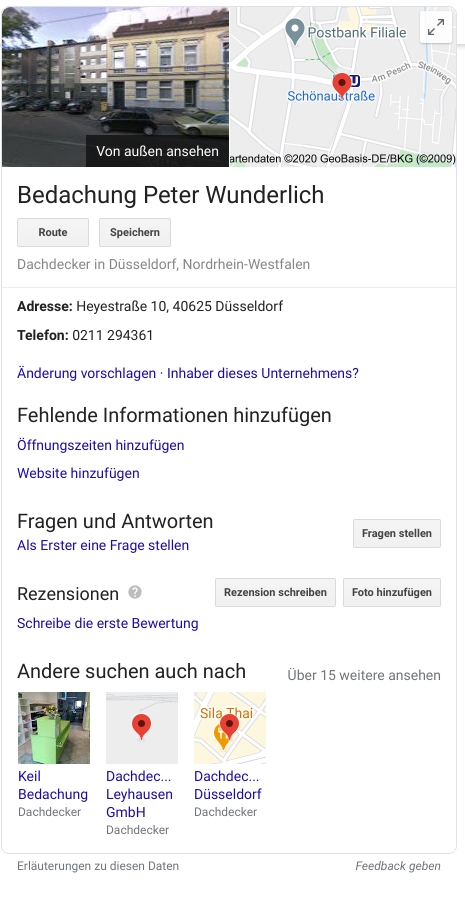 Postbank Filiale
Am Pesch
Steinweg
U
Schönaustraße
Von außen ansehen
artendaten ©2020 GeoBasis-DE/BKG (©2009)
Bedachung Peter Wunderlich
Route Speichern
Dachdecker in Düsseldorf, Nordrhein-Westfalen
Adresse: Heyestraße 10, 40625 Düsseldorf
Telefon: 0211 294361
Änderung vorschlagen · Inhaber dieses Unternehmens?
Fehlende Informationen hinzufügen
Öffnungszeiten hinzufügen
Website hinzufügen
Fragen und Antworten
Fragen stellen
Als Erster eine Frage stellen
Rezensionen ? Rezension schreiben Foto hinzufügen
Schreibe die erste Bewertung
Andere suchen auch nach Über 15 weitere ansehen
Sila Thai
Keil
Bedachung
Dachdecker
Dachdec...
Leyhausen
GmbH
Dachdecker
Dachdec...
Düsseldorf
Dachdecker
Erläuterungen zu diesen Daten Feedback geben